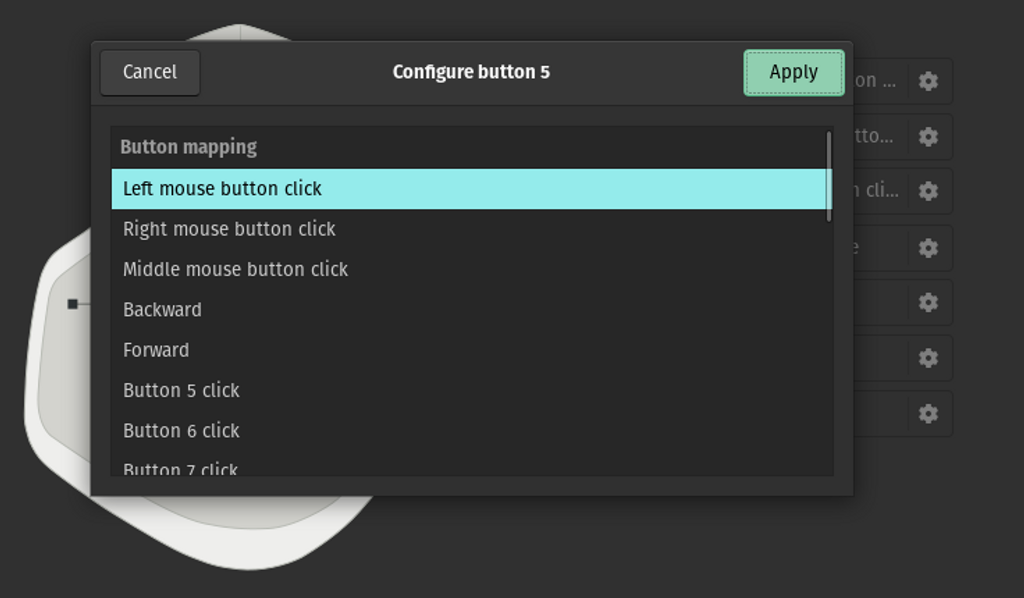 Cancel
Configure button 5
Apply
on ...
tto...
n cli...
e
Button mapping
Left mouse button click
Right mouse button click
Middle mouse button click
Backward
Forward
Button 5 click
Button 6 click
Button 7 click